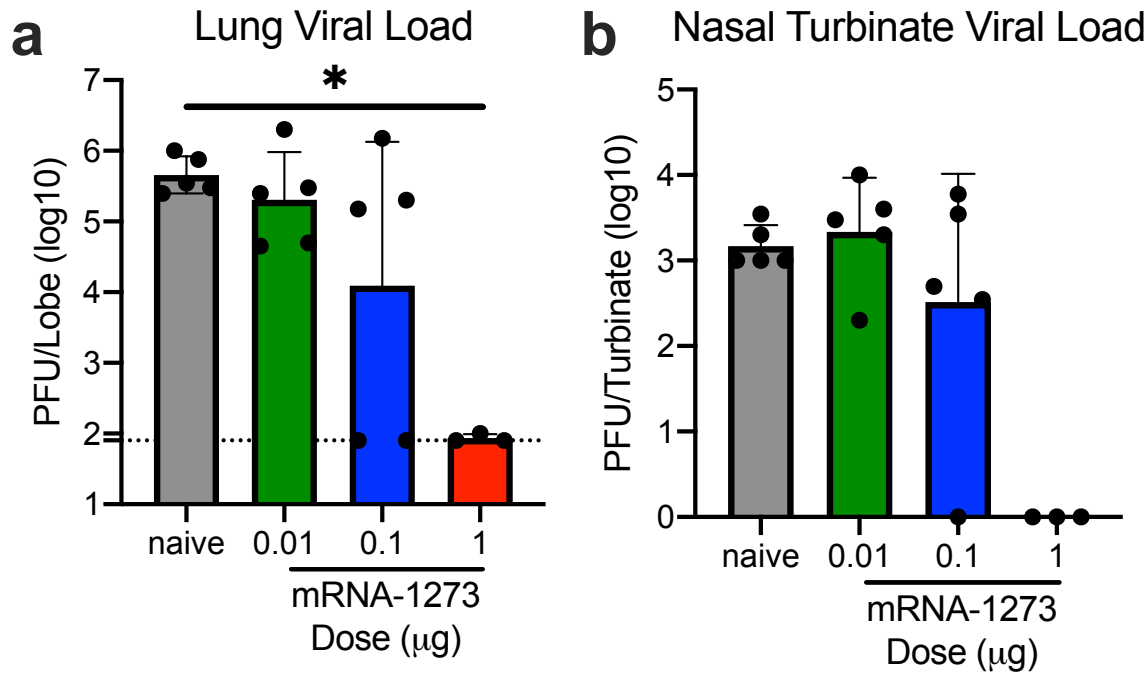 a
Lung Viral Load
PFU/Lobe (log10)
7
6
5
4
3
2
1
*
naive 0.01 0.1 1
mRNA-1273
Dose (μg)
b
Nasal Turbinate Viral Load
PFU/Turbinate (log10)
5
4
3
2
1
0
naive 0.01 0.1 1
mRNA-1273
Dose (μg)